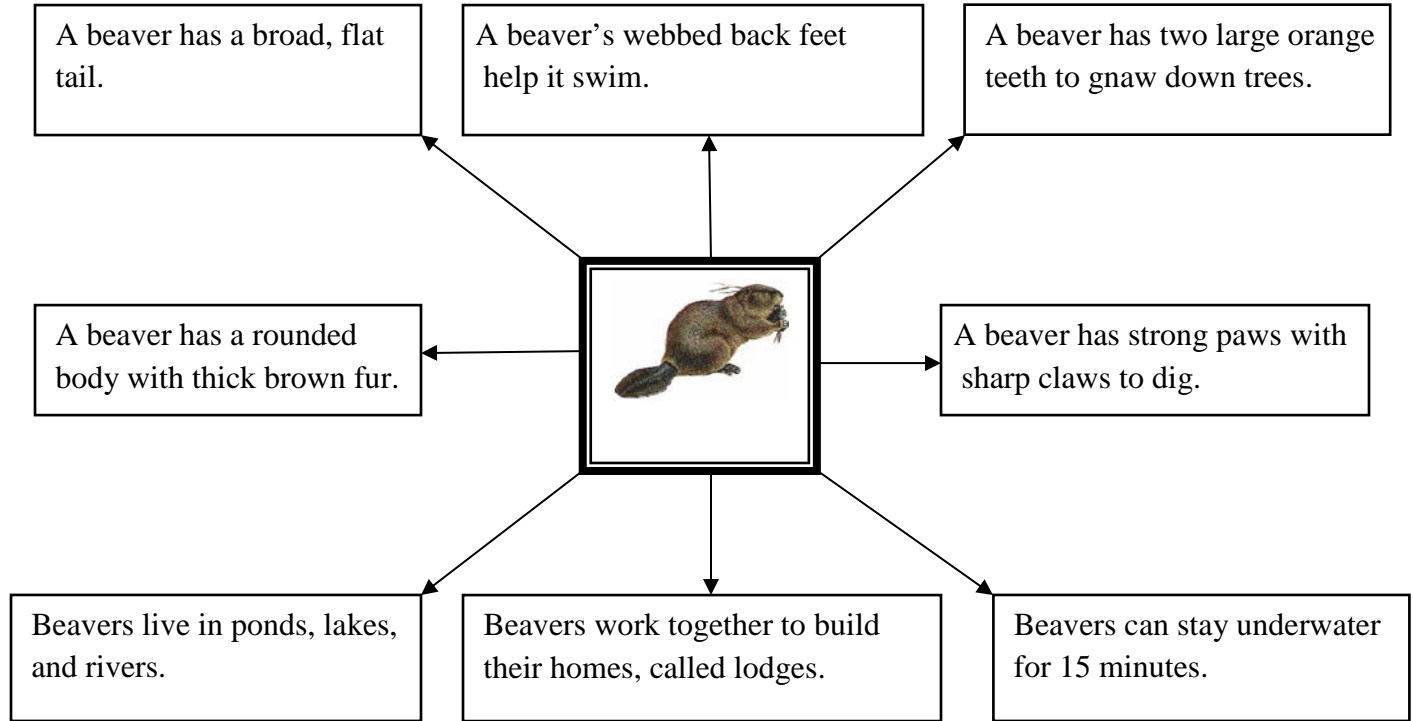 A beaver has a broad, flat
tail.
A beaver’s webbed back feet
help it swim.
A beaver has two large orange
teeth to gnaw down trees.
A beaver has a rounded
body with thick brown fur.
A beaver has strong paws with
sharp claws to dig.
Beavers live in ponds, lakes,
and rivers.
Beavers work together to build
their homes, called lodges.
Beavers can stay underwater
for 15 minutes.